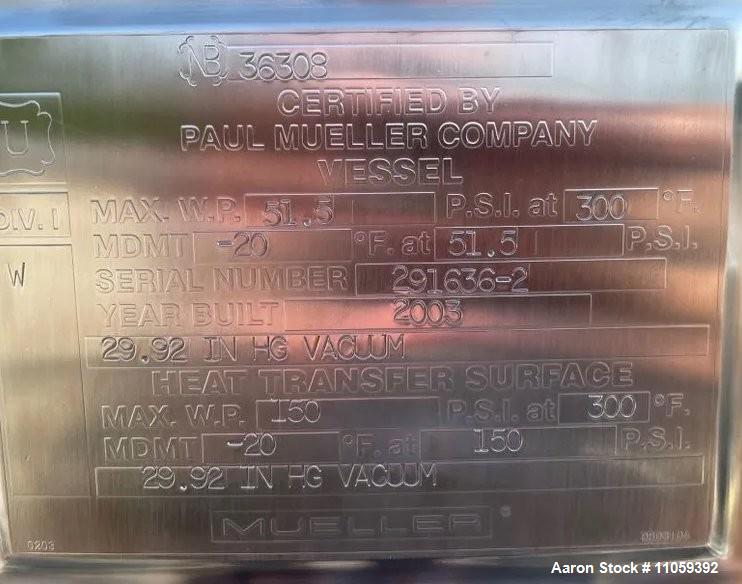 NB 36308
CERTIFIED BY
PAUL MUELLER COMPANY
VESSEL
U
DIV. I
W
MAX. W.P. 51.5 P.S.I. at 300 °F.
MDMT -20 °F. at 51.5 P.S.I.
SERIAL NUMBER 291636-2
YEAR BUILT 2003
29.92 IN HG VACUUM
HEAT TRANSFER SURFACE
MAX. W.P. 150 P.S.I. at 300 °F.
MDMT -20 °F. at 150 P.S.I.
29.92 IN HG VACUUM
MUELLER ®
0203
Aaron Stock # 11059392